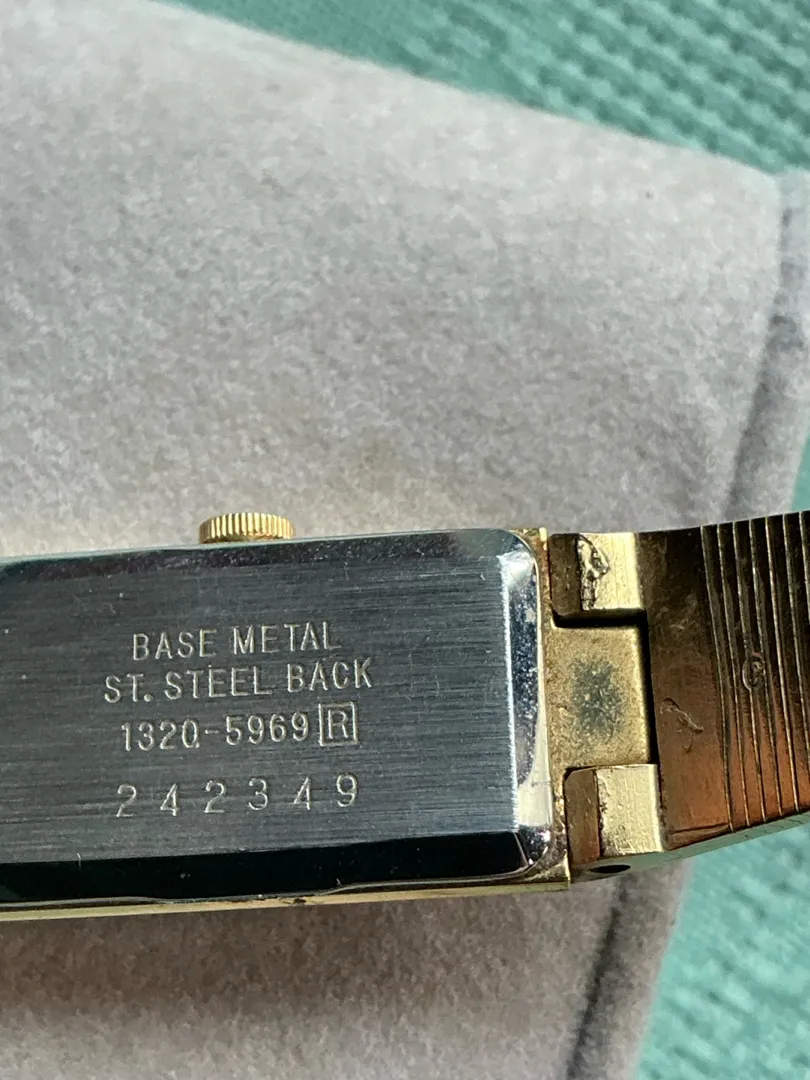 BASE METAL
ST. STEEL BACK
1320-5969 R
242349